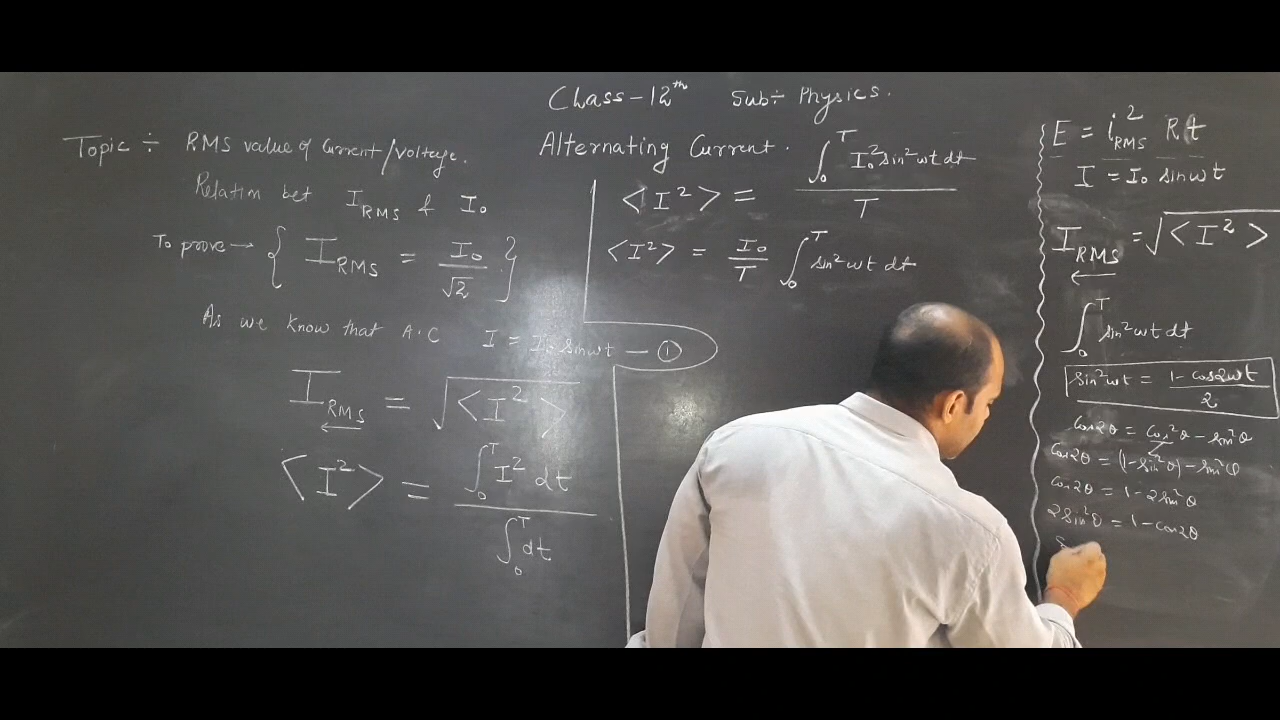 Class-12th Sub÷ Physics.
Topic ÷ RMS value of Current/Voltage.
Alternating Current.
Relation bet I_RMS & I₀
To prove → { I_RMS = I₀/√2 }
As we know that A.C I = I₀ sinωt — ①
I_RMS = √<I²>
<I²> = ∫₀ᵀ I² dt / ∫₀ᵀ dt
<I²> = ∫₀ᵀ I₀² sin²ωt dt / T
<I²> = I₀/T ∫₀ᵀ sin²ωt dt
E = i²_RMS Rt
I = I₀ sinωt
I_RMS = √<I²>
∫₀ᵀ sin²ωt dt
sin²ωt = 1-cos2ωt / 2
cos2θ = cos²θ - sin²θ
cos2θ = (1-sin²θ) - sin²θ
cos2θ = 1-2sin²θ
2sin²θ = 1-cos2θ